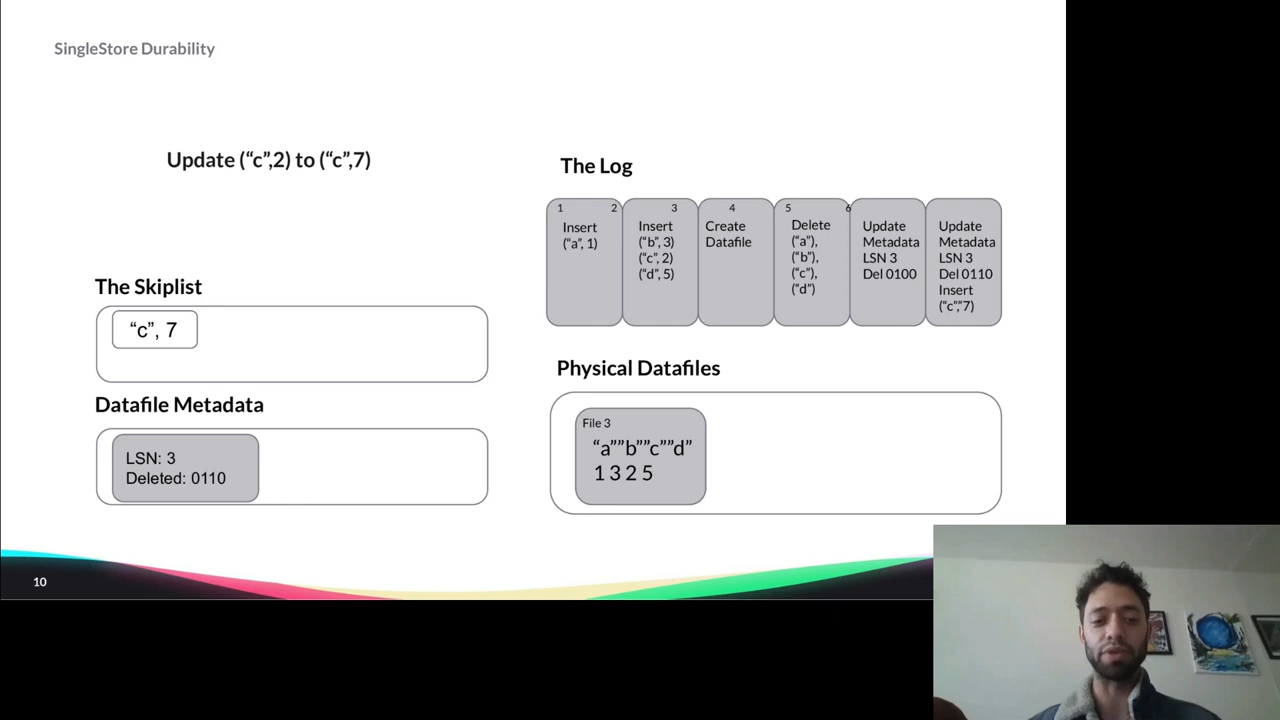 SingleStore Durability
Update (“c”,2) to (“c”,7)
The Skiplist
“c”, 7
Datafile Metadata
LSN: 3
Deleted: 0110
The Log
1
Insert
(“a”, 1)
2
Insert
(“b”, 3)
(“c”, 2)
(“d”, 5)
3
Create
Datafile
4
Delete
(“a”),
(“b”),
(“c”),
(“d”)
5
Update
Metadata
LSN 3
Del 0100
6
Update
Metadata
LSN 3
Del 0110
Insert
(“c”,”7)
Physical Datafiles
File 3
“a””b””c””d”
1 3 2 5
10